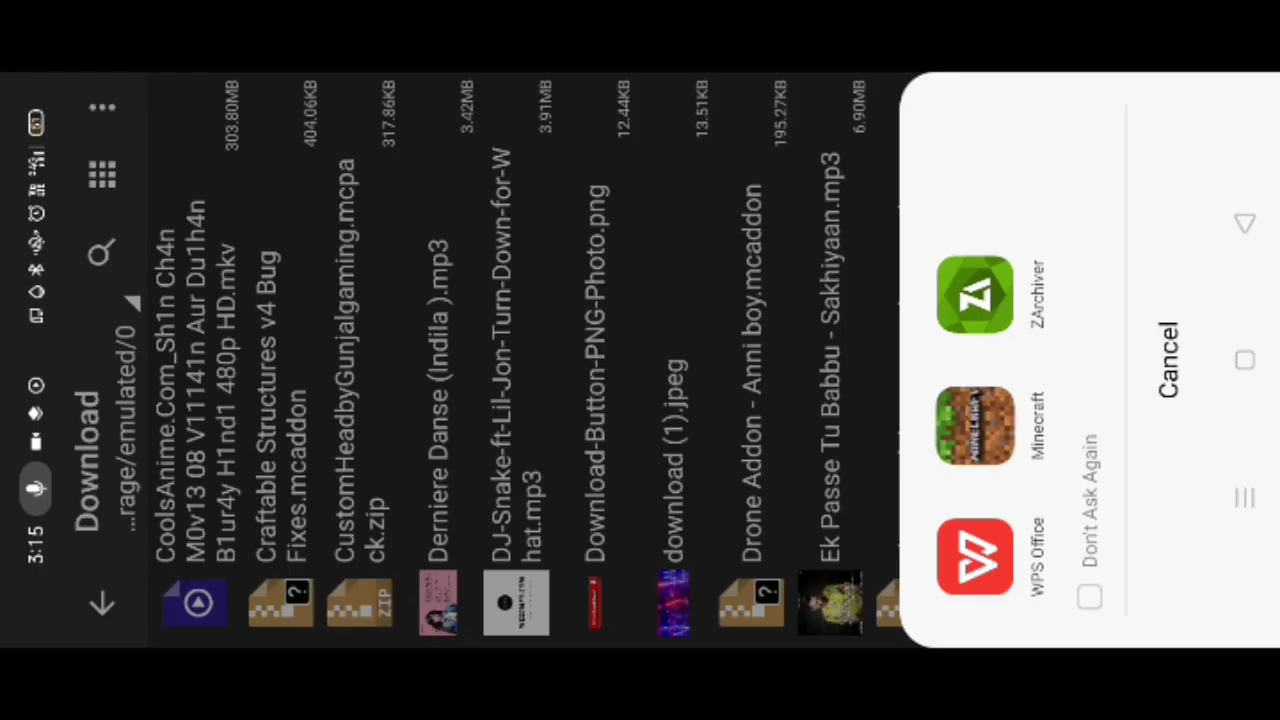 3:15
51
Download
...rage/emulated/0
CoolsAnime.Com_Sh1n Ch4n
M0v13 08 V11141n Aur Du1h4n
B1ur4y H1nd1 480p HD.mkv
303.80MB
Craftable Structures v4 Bug
Fixes.mcaddon
404.06KB
CustomHeadbyGunjalgaming.mcpa
ck.zip
317.86KB
ZIP
Derniere Danse (Indila ).mp3
3.42MB
DJ-Snake-ft-Lil-Jon-Turn-Down-for-W
hat.mp3
3.91MB
Download-Button-PNG-Photo.png
12.44KB
download (1).jpeg
13.51KB
Drone Addon - Anni boy.mcaddon
195.27KB
Ek Passe Tu Babbu - Sakhiyaan.mp3
6.90MB
WPS Office
Minecraft
ZArchiver
Don't Ask Again
Cancel